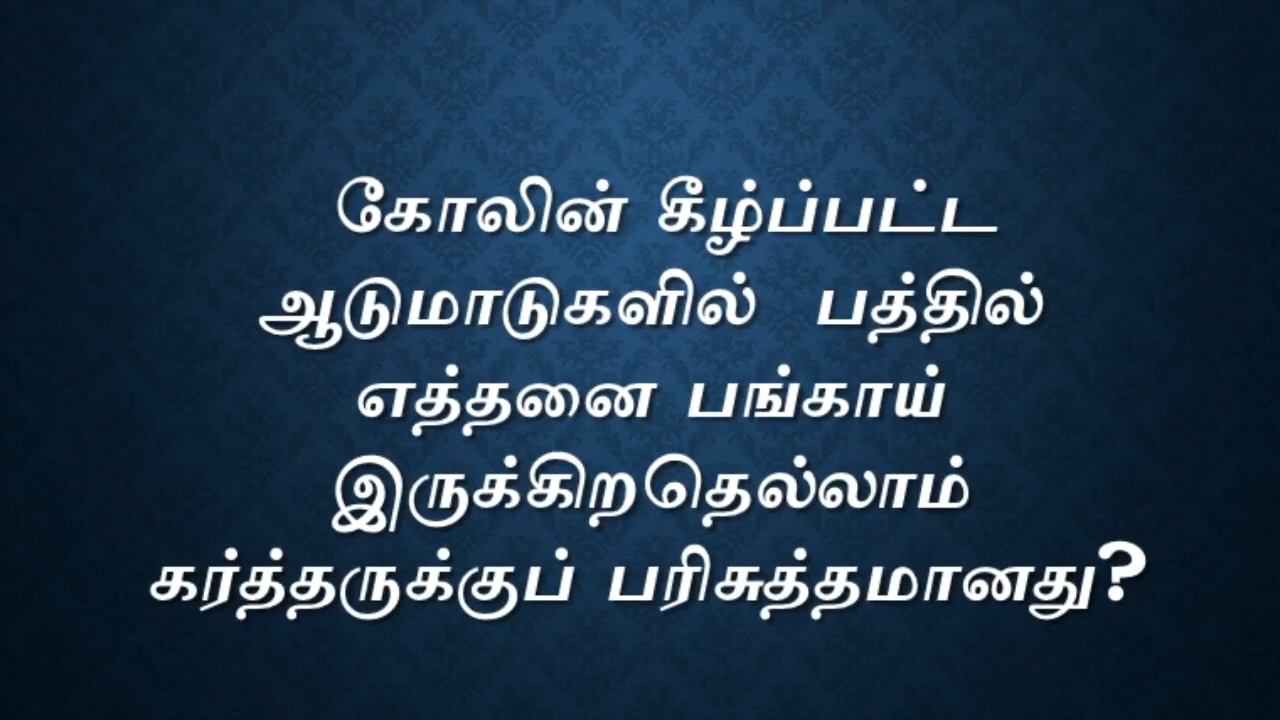 கோலின் கீழ்ப்பட்ட
ஆடுமாடுகளில் பத்தில்
எத்தனை பங்காய்
இருக்கிறதெல்லாம்
கர்த்தருக்குப் பரிசுத்தமானது?